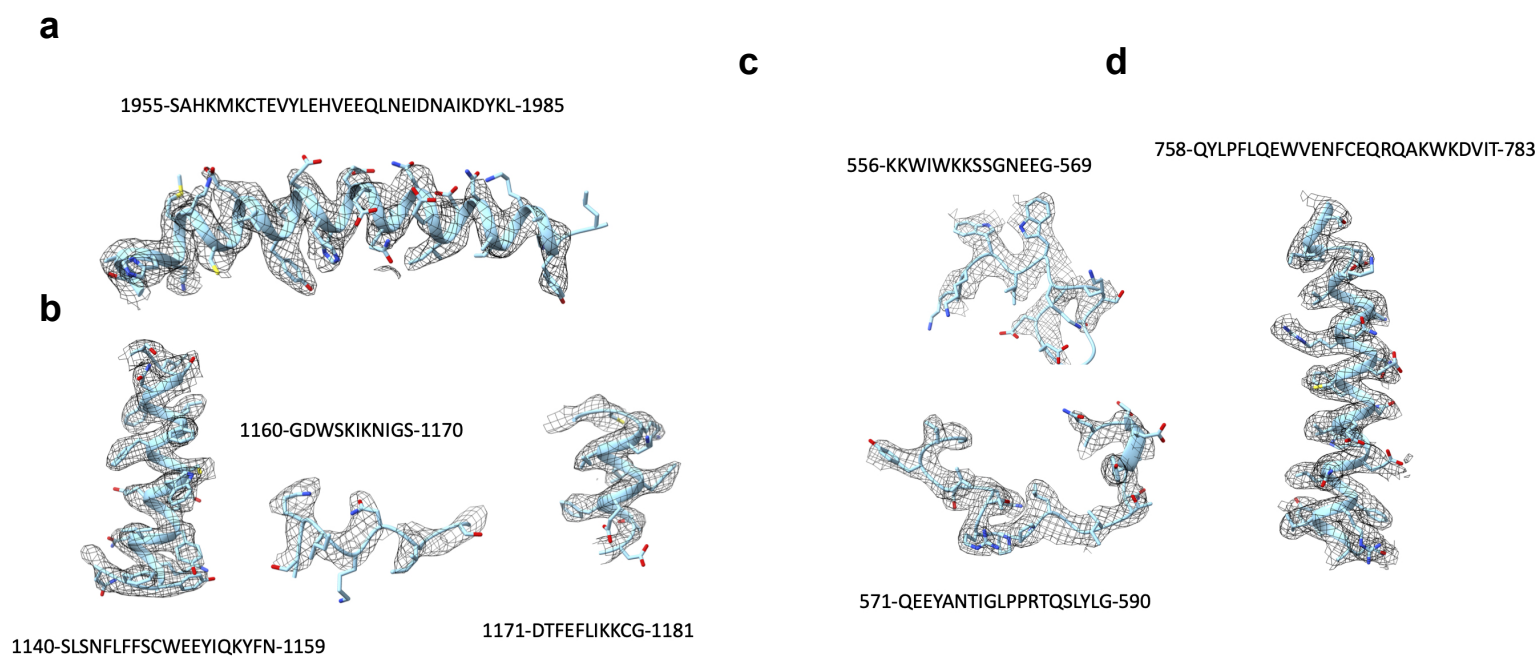 a
1955-SAHKMKCTEVYLEHVEEQLNEIDNAIKDYKL-1985
b
1140-SLSNFLFFSCWEEYIQKYFN-1159
1160-GDWSKIKNIGS-1170
1171-DTFEFLIKKCG-1181
c
556-KKWIWKKSSGNEEG-569
571-QEEYANTIGLPPRTQSLYLG-590
d
758-QYLPFLQEWVENFCEQRQAKWKDVIT-783